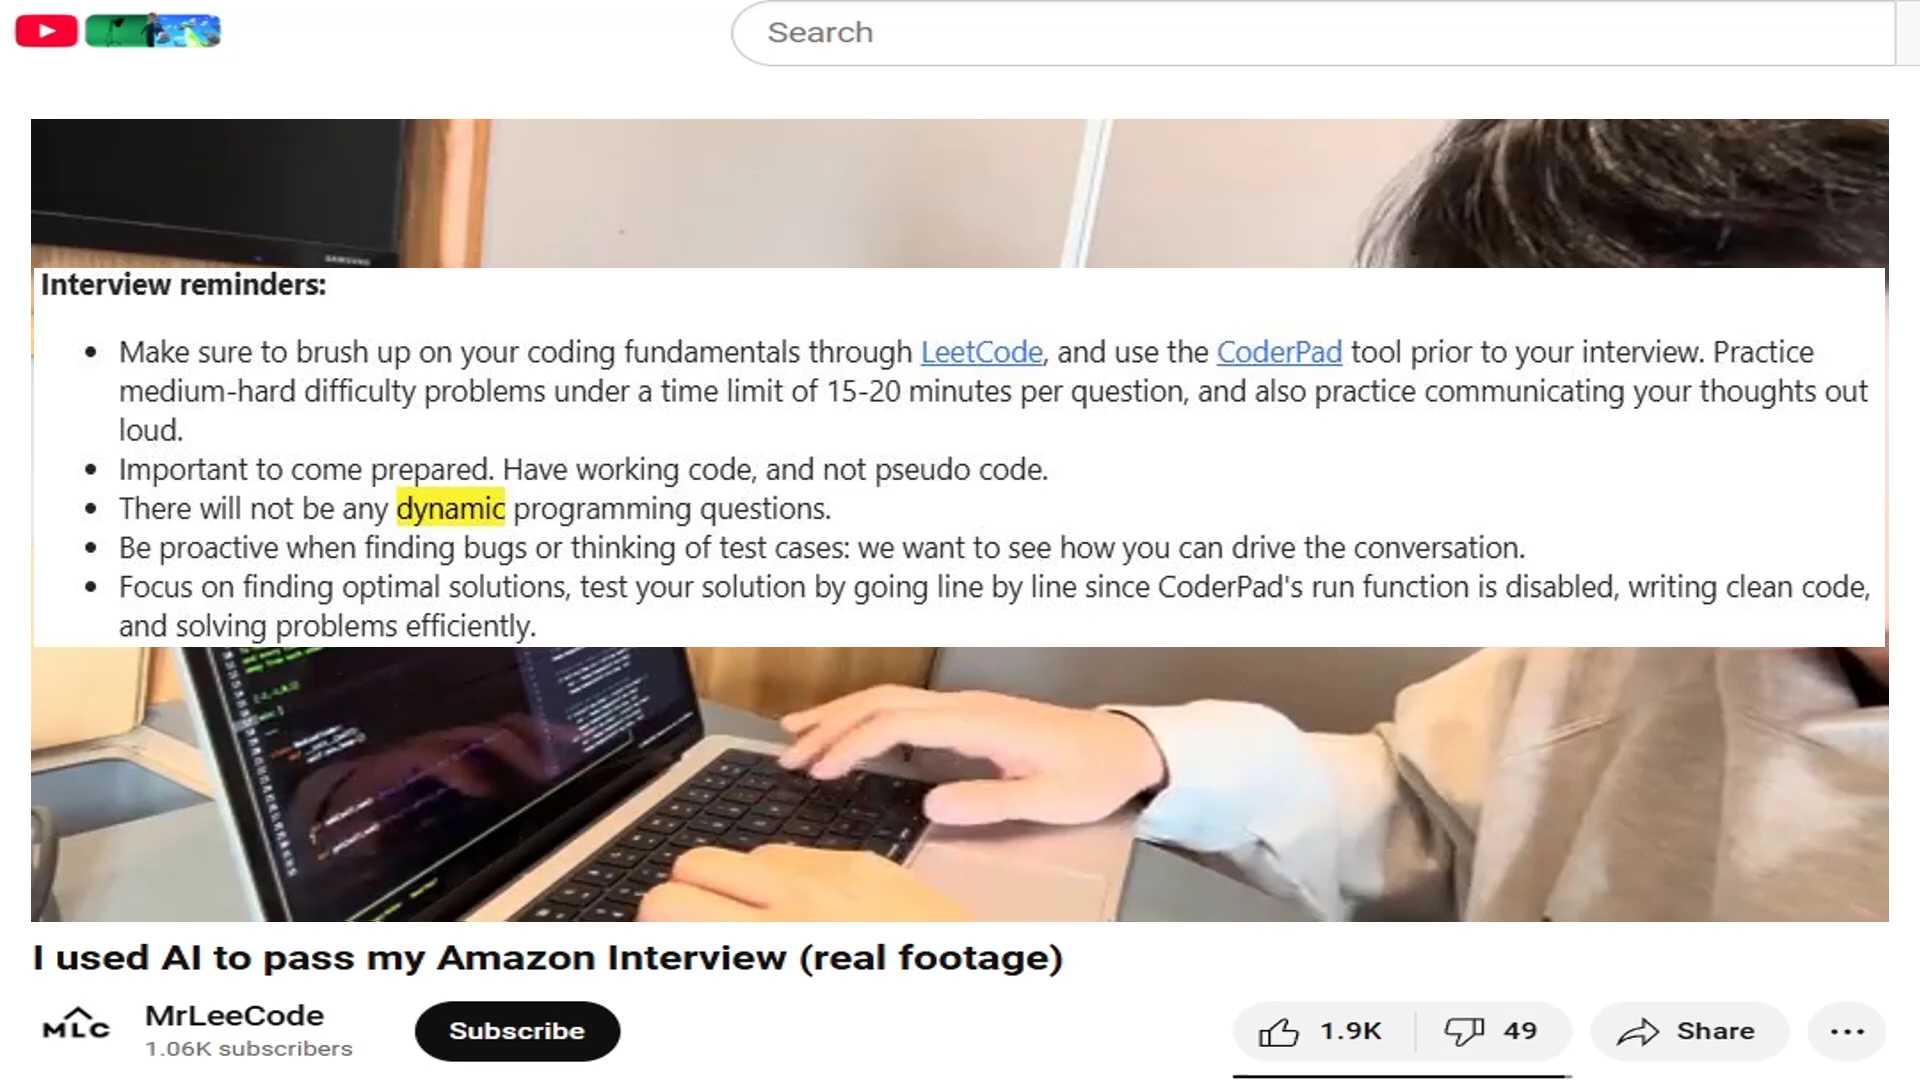 Search
SAMSUNG
Interview reminders:
• Make sure to brush up on your coding fundamentals through LeetCode, and use the CoderPad tool prior to your interview. Practice
medium-hard difficulty problems under a time limit of 15-20 minutes per question, and also practice communicating your thoughts out
loud.
• Important to come prepared. Have working code, and not pseudo code.
• There will not be any dynamic programming questions.
• Be proactive when finding bugs or thinking of test cases: we want to see how you can drive the conversation.
• Focus on finding optimal solutions, test your solution by going line by line since CoderPad's run function is disabled, writing clean code,
and solving problems efficiently.
I used AI to pass my Amazon Interview (real footage)
MLC
MrLeeCode
1.06K subscribers
Subscribe
1.9K
49
Share